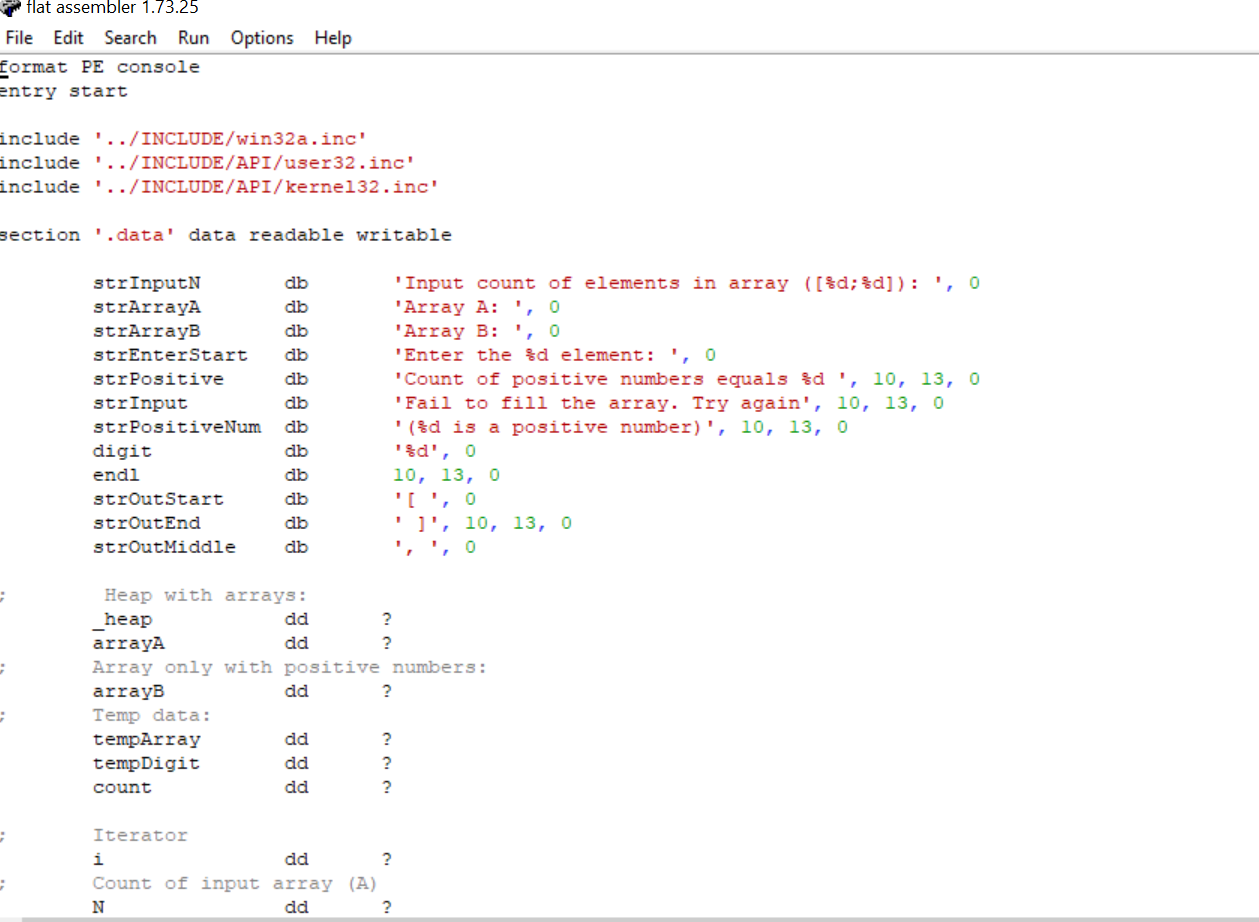 flat assembler 1.73.25
File Edit Search Run Options Help
format PE console
entry start
include '../INCLUDE/win32a.inc'
include '../INCLUDE/API/user32.inc'
include '../INCLUDE/API/kernel32.inc'
section '.data' data readable writable
strInputN db 'Input count of elements in array ([%d;%d]): ', 0
strArrayA db 'Array A: ', 0
strArrayB db 'Array B: ', 0
strEnterStart db 'Enter the %d element: ', 0
strPositive db 'Count of positive numbers equals %d ', 10, 13, 0
strInput db 'Fail to fill the array. Try again', 10, 13, 0
strPositiveNum db '(%d is a positive number)', 10, 13, 0
digit db '%d', 0
endl db 10, 13, 0
strOutStart db '[ ', 0
strOutEnd db ' ]', 10, 13, 0
strOutMiddle db ', ', 0
; Heap with arrays:
_heap dd ?
arrayA dd ?
; Array only with positive numbers:
arrayB dd ?
; Temp data:
tempArray dd ?
tempDigit dd ?
count dd ?
; Iterator
i dd ?
; Count of input array (A)
N dd ?